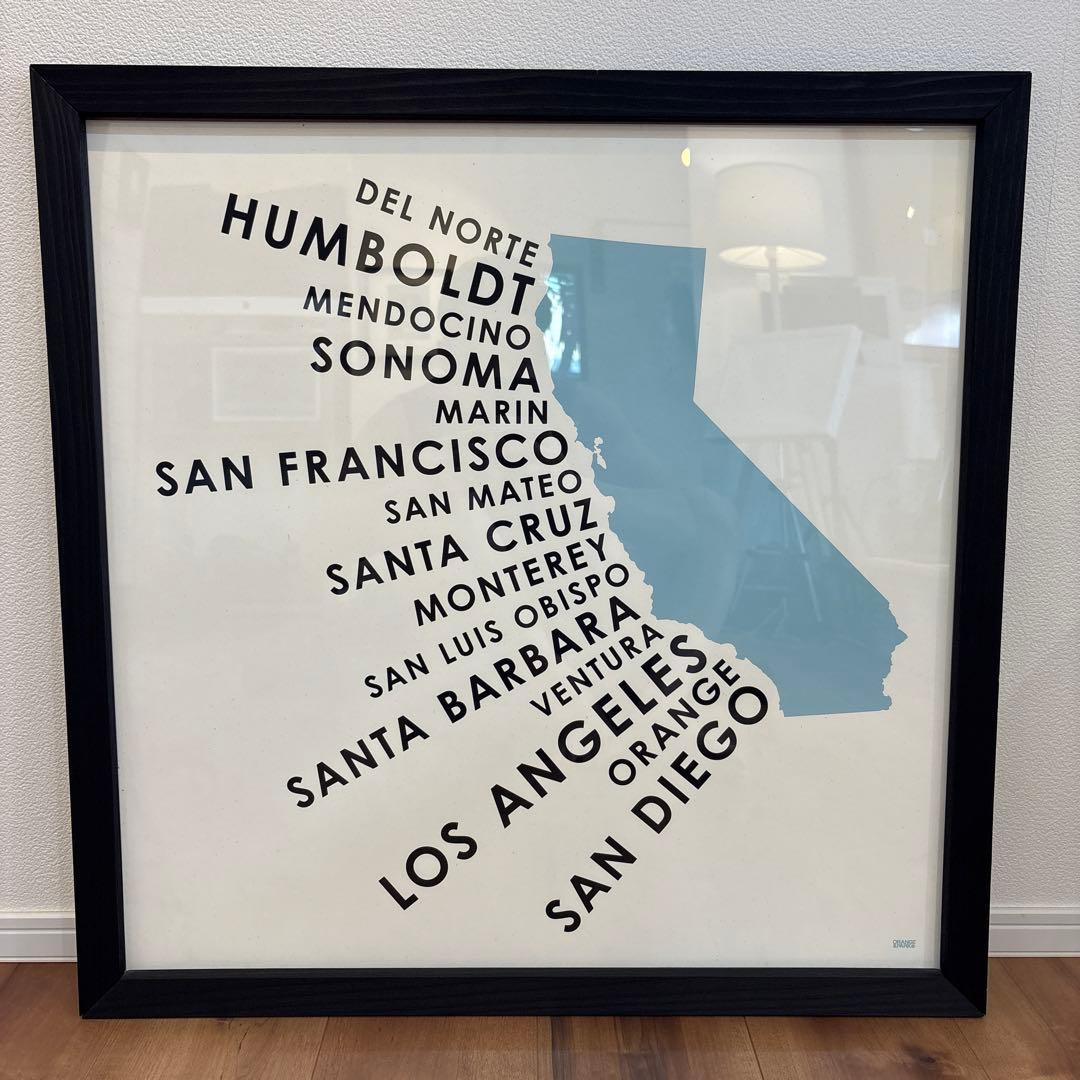 DEL NORTE
HUMBOLDT
MENDOCINO
SONOMA
MARIN
SAN FRANCISCO
SAN MATEO
SANTA CRUZ
MONTEREY
SAN LUIS OBISPO
SANTA BARBARA
VENTURA
LOS ANGELES
ORANGE
SAN DIEGO
ORANGE